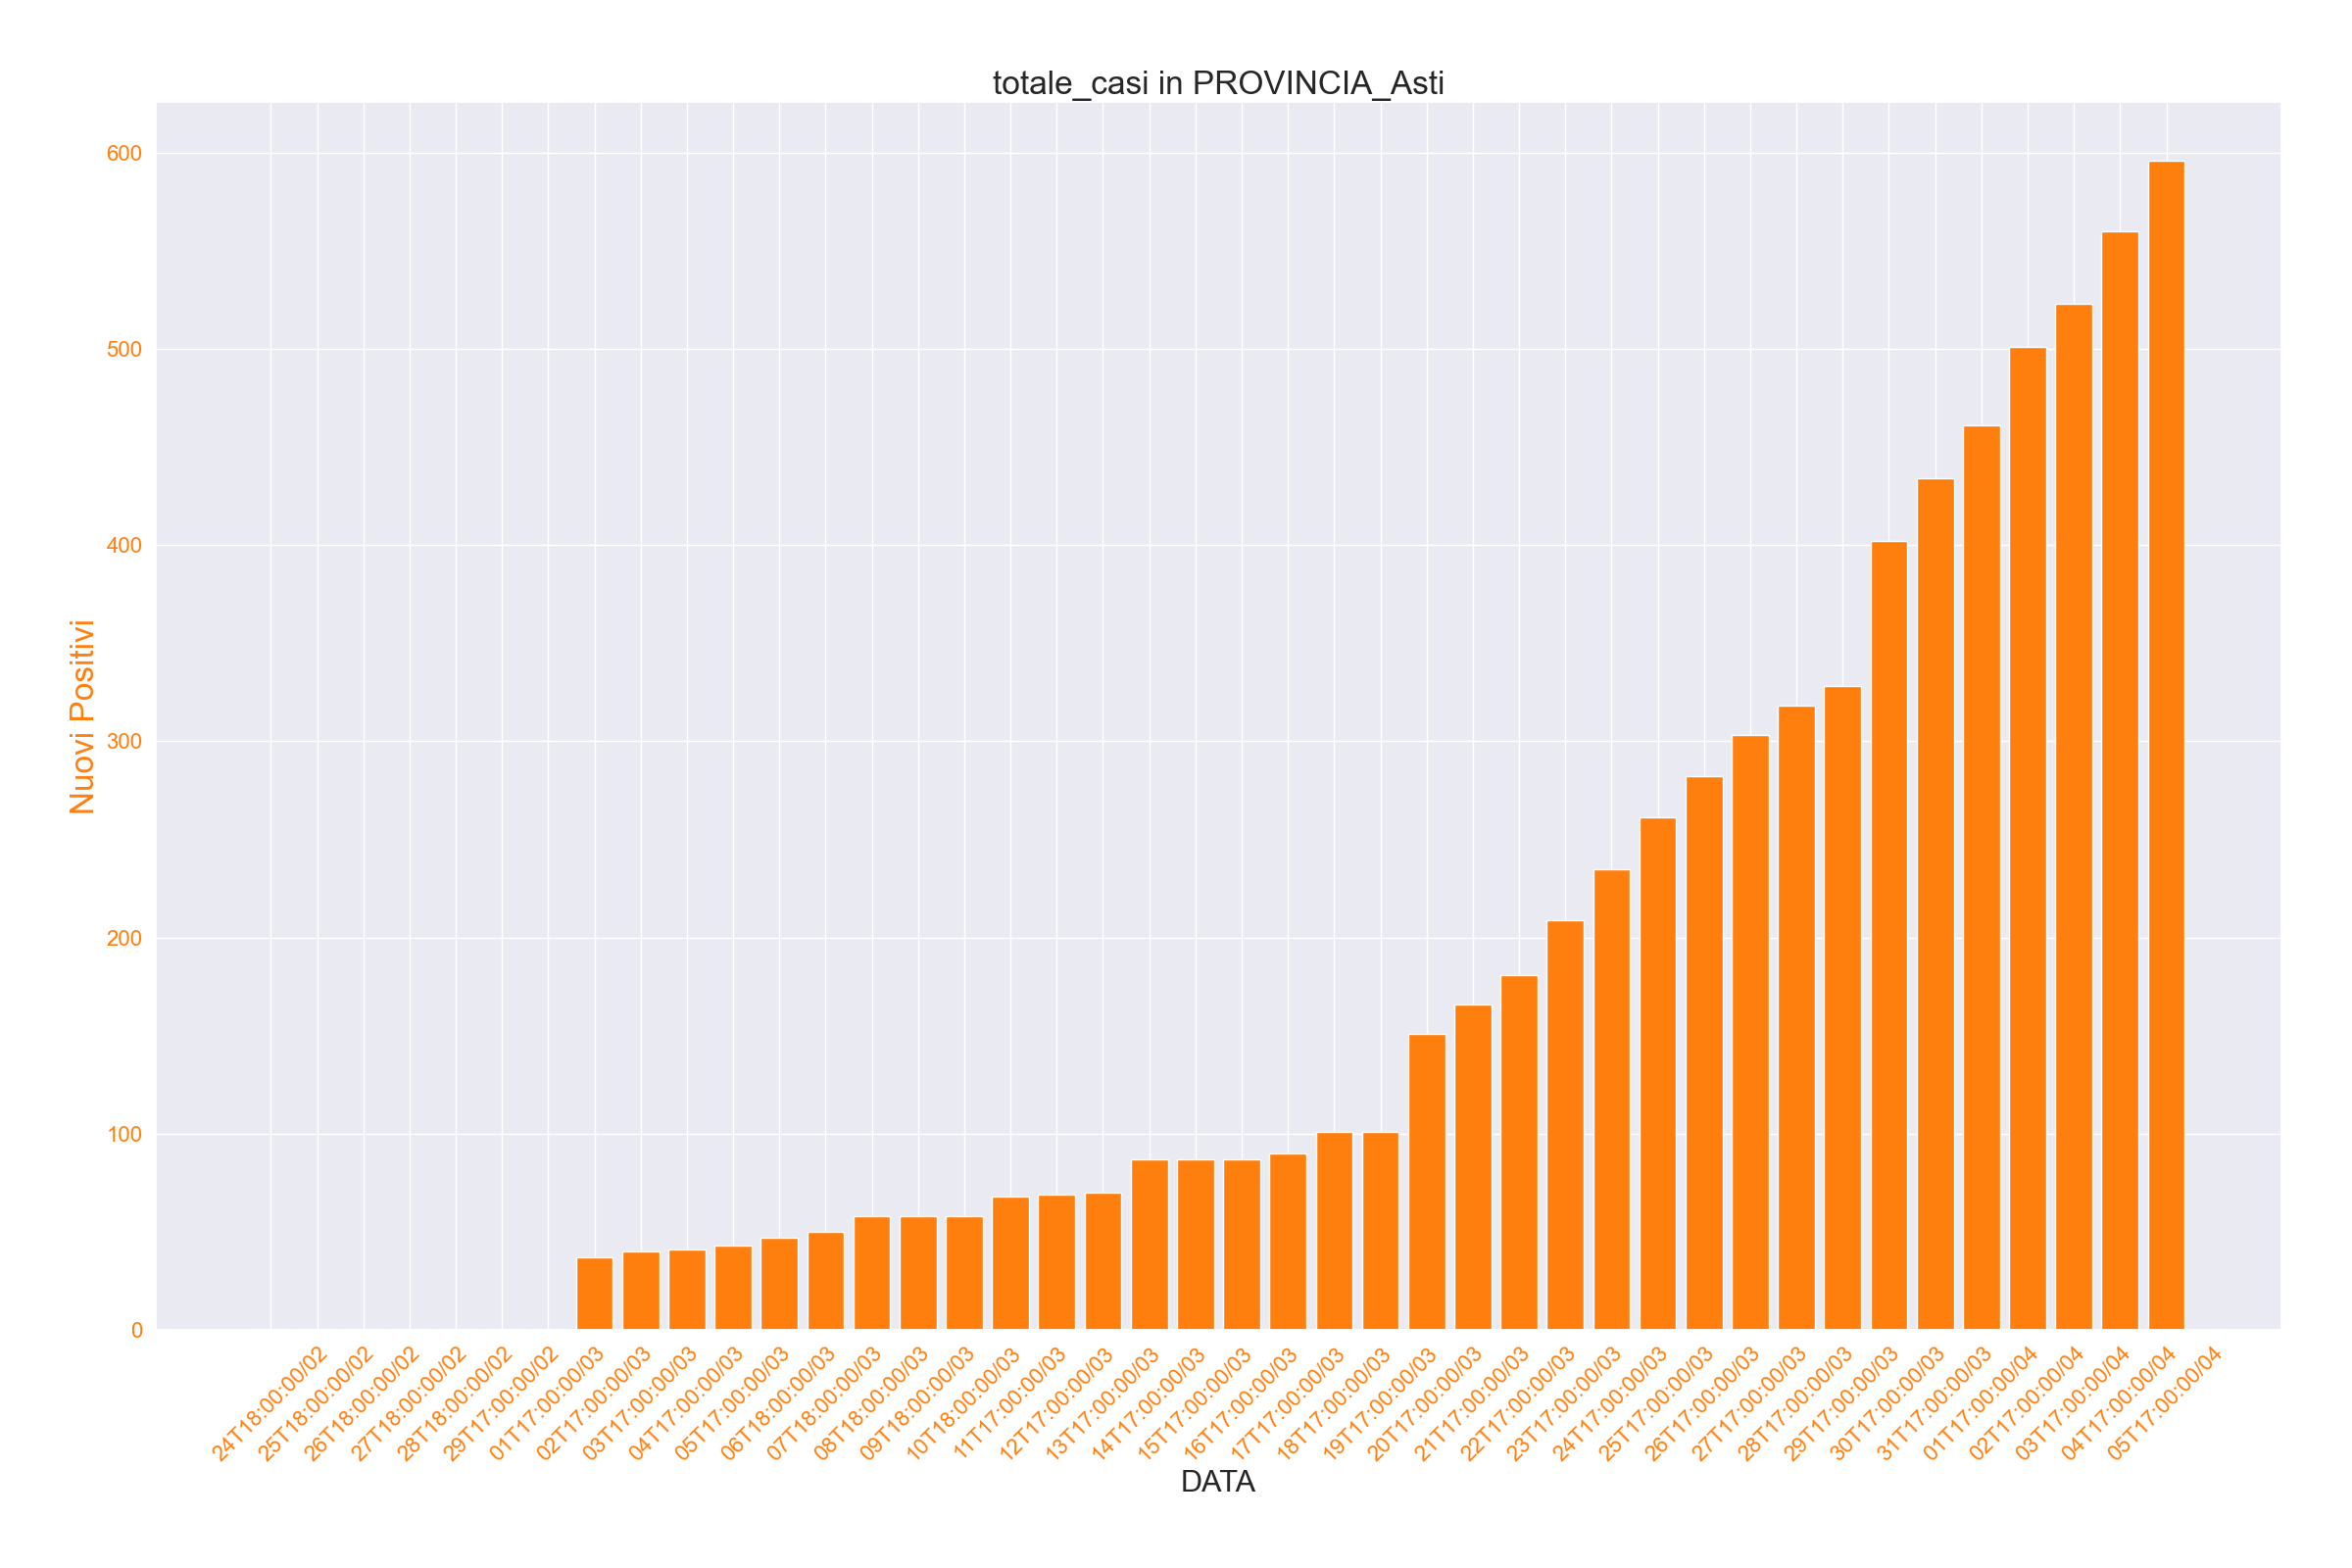 totale_casi in PROVINCIA_Asti
Nuovi Positivi
600
500
400
300
200
100
0
24T18:00:00/02
25T18:00:00/02
26T18:00:00/02
27T18:00:00/02
28T18:00:00/02
29T17:00:00/02
01T17:00:00/03
02T17:00:00/03
03T17:00:00/03
04T17:00:00/03
05T17:00:00/03
06T18:00:00/03
07T18:00:00/03
08T18:00:00/03
09T18:00:00/03
10T18:00:00/03
11T17:00:00/03
12T17:00:00/03
13T17:00:00/03
14T17:00:00/03
15T17:00:00/03
16T17:00:00/03
17T17:00:00/03
18T17:00:00/03
19T17:00:00/03
20T17:00:00/03
21T17:00:00/03
22T17:00:00/03
23T17:00:00/03
24T17:00:00/03
25T17:00:00/03
26T17:00:00/03
27T17:00:00/03
28T17:00:00/03
29T17:00:00/03
30T17:00:00/03
31T17:00:00/03
01T17:00:00/04
02T17:00:00/04
03T17:00:00/04
04T17:00:00/04
05T17:00:00/04
DATA